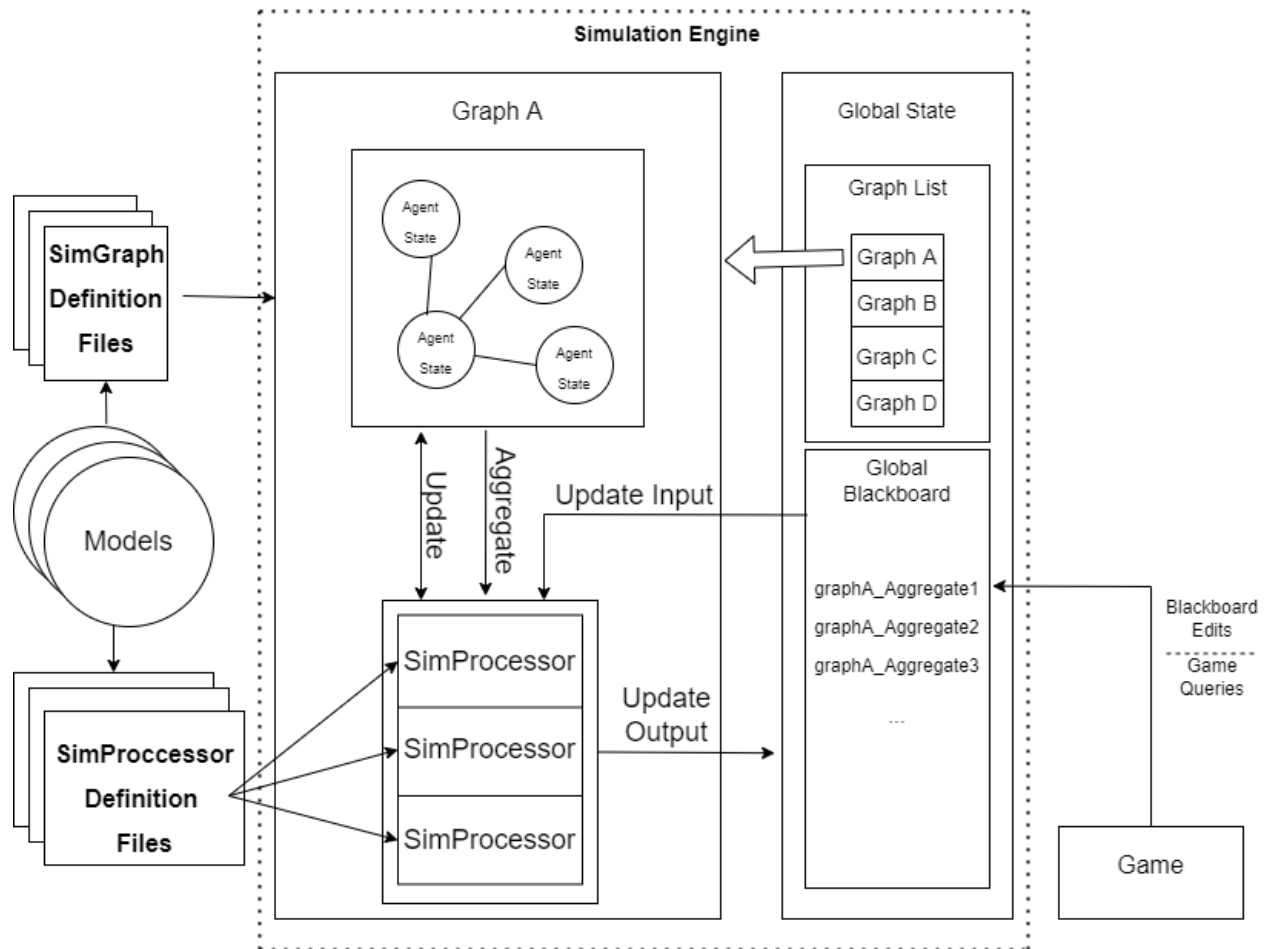 Simulation Engine
Graph A
Agent
State
Agent
State
Agent
State
Agent
State
Update
Aggregate
SimProcessor
SimProcessor
SimProcessor
SimGraph
Definition
Files
Models
SimProccessor
Definition
Files
Update Input
Update
Output
Global State
Graph List
Graph A
Graph B
Graph C
Graph D
Global
Blackboard
graphA_Aggregate1
graphA_Aggregate2
graphA_Aggregate3
...
Blackboard
Edits
Game
Queries
Game